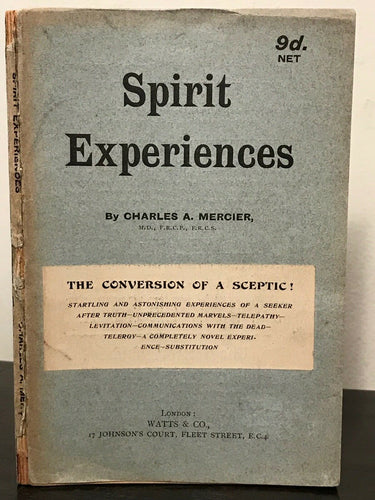 9d.
NET
Spirit
Experiences
By CHARLES A. MERCIER,
M.D., F.R.C.P., F.R.C.S.
THE CONVERSION OF A SCEPTIC!
STARTLING AND ASTONISHING EXPERIENCES OF A SEEKER
AFTER TRUTH—UNPRECEDENTED MARVELS—TELEPATHY—
LEVITATION—COMMUNICATIONS WITH THE DEAD—
TELERGY—A COMPLETELY NOVEL EXPERI-
ENCE—SUBSTITUTION
LONDON:
WATTS & CO.,
17 JOHNSON'S COURT, FLEET STREET, E.C.4
SPIRIT EXPERIENCES